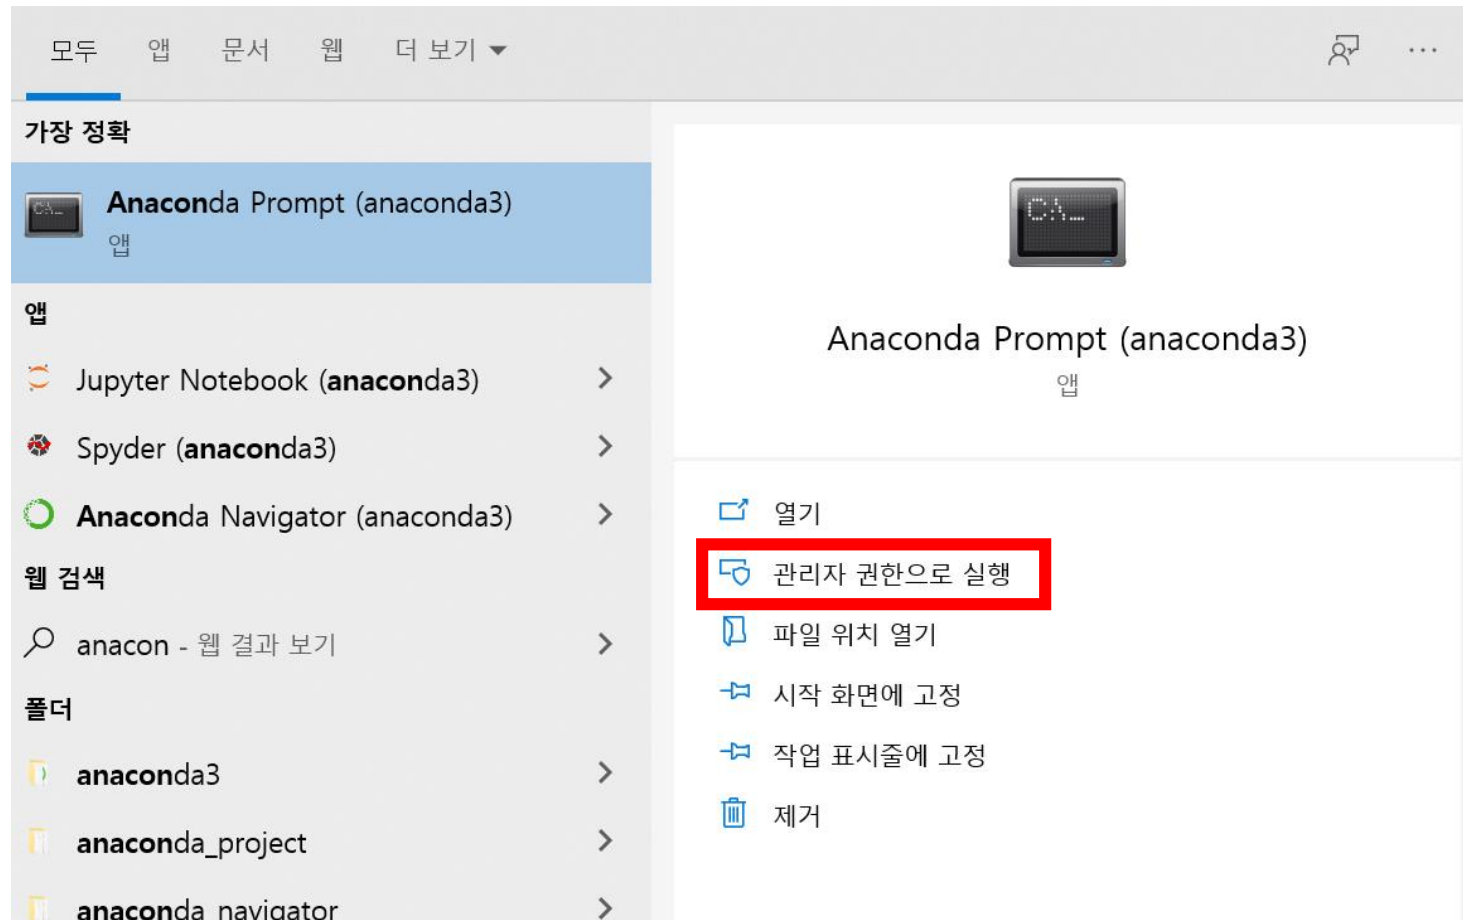 모두 앱 문서 웹 더 보기
가장 정확
Anaconda Prompt (anaconda3)
앱
앱
Jupyter Notebook (anaconda3)
Spyder (anaconda3)
Anaconda Navigator (anaconda3)
웹 검색
anacon - 웹 결과 보기
폴더
anaconda3
anaconda_project
anaconda_navigator
C:\_
Anaconda Prompt (anaconda3)
앱
열기
관리자 권한으로 실행
파일 위치 열기
시작 화면에 고정
작업 표시줄에 고정
제거